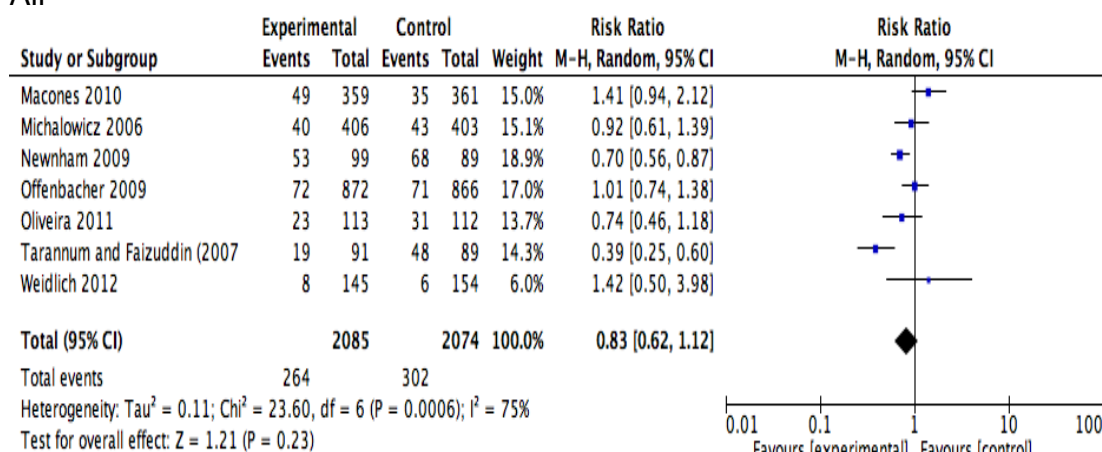 All
Experimental Control Risk Ratio Risk Ratio
Study or Subgroup Events Total Events Total Weight M-H, Random, 95% CI M-H, Random, 95% CI
Macones 2010 49 359 35 361 15.0% 1.41 [0.94, 2.12]
Michalowicz 2006 40 406 43 403 15.1% 0.92 [0.61, 1.39]
Newnham 2009 53 99 68 89 18.9% 0.70 [0.56, 0.87]
Offenbacher 2009 72 872 71 866 17.0% 1.01 [0.74, 1.38]
Oliveira 2011 23 113 31 112 13.7% 0.74 [0.46, 1.18]
Tarannum and Faizuddin (2007 19 91 48 89 14.3% 0.39 [0.25, 0.60]
Weidlich 2012 8 145 6 154 6.0% 1.42 [0.50, 3.98]
Total (95% CI) 2085 2074 100.0% 0.83 [0.62, 1.12]
Total events 264 302
Heterogeneity: Tau² = 0.11; Chi² = 23.60, df = 6 (P = 0.0006); I² = 75%
Test for overall effect: Z = 1.21 (P = 0.23)
0.01 0.1 1 10 100
Favours [experimental] Favours [control]